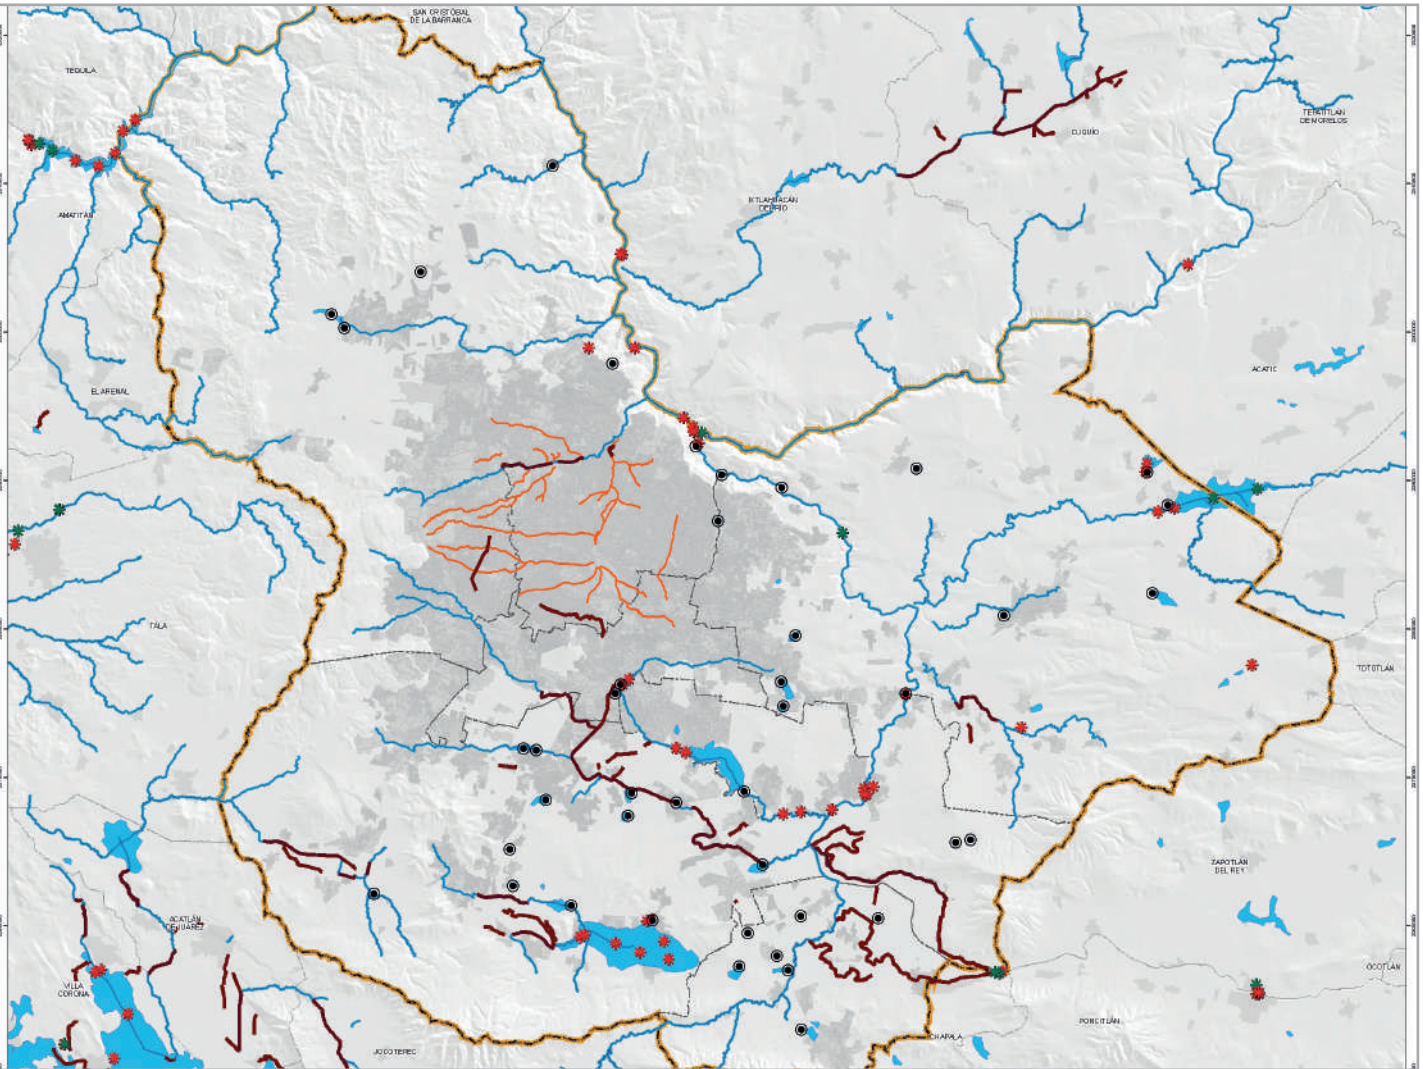 SAN CRISTÓBAL
DE LA BARRANCA
TEQUILA
TEPATITLÁN
DE MORELOS
CUQUÍO
IXTLAHUACÁN
DEL RÍO
AMATITÁN
ACATIC
EL ARENAL
TALA
TOTOTLÁN
ZAPOTLÁN
DEL REY
ACATLÁN
DE JUÁREZ
OCOTLÁN
VILLA
CORONA
PONCITLÁN
CHAPALA
JOCOTEPEC